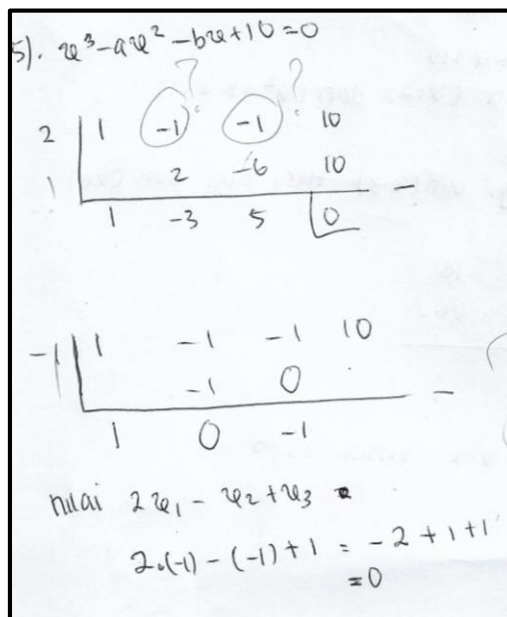 5). x³ - ax² - bx + 10 = 0
? ?
2 | 1 -1 -1 10
1 | 2 6 10 -
1 -3 5 | 0
-1 | 1 -1 -1 10
-1 0 -
1 0 -1
nilai 2x₁ - x₂ + x₃ =
2.(-1) - (-1) + 1 = -2 + 1 + 1
= 0